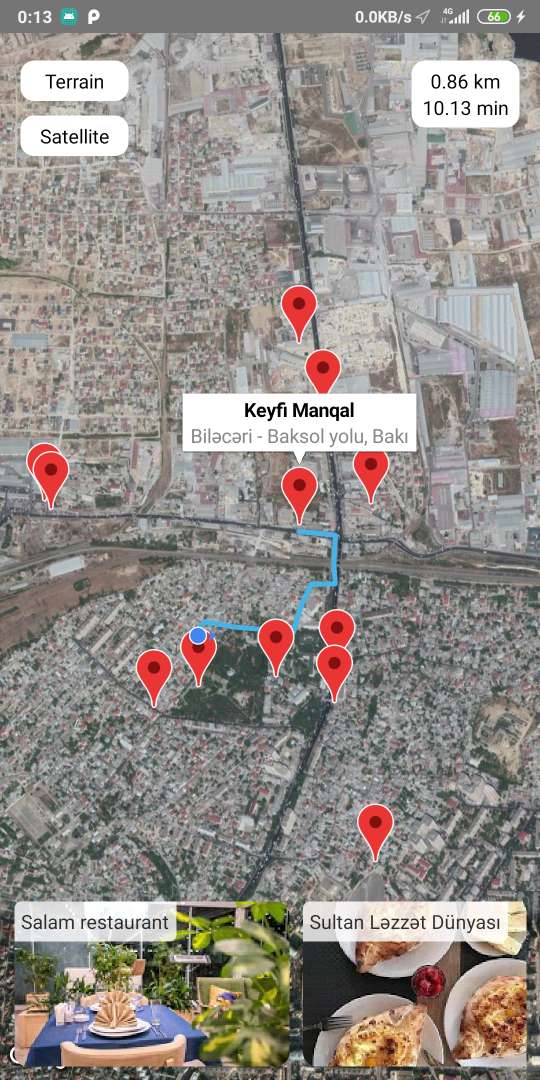 0:13
0.0KB/s
4G
66
Terrain
Satellite
0.86 km
10.13 min
Keyfi Manqal
Biləcəri - Baksol yolu, Bakı
Salam restaurant
Sultan Ləzzət Dünyası